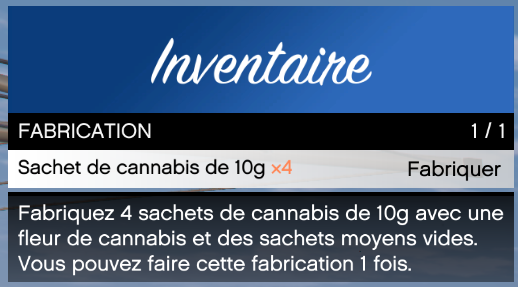 Inventaire
FABRICATION 1 / 1
Sachet de cannabis de 10g ×4 Fabriquer
Fabriquez 4 sachets de cannabis de 10g avec une
fleur de cannabis et des sachets moyens vides.
Vous pouvez faire cette fabrication 1 fois.